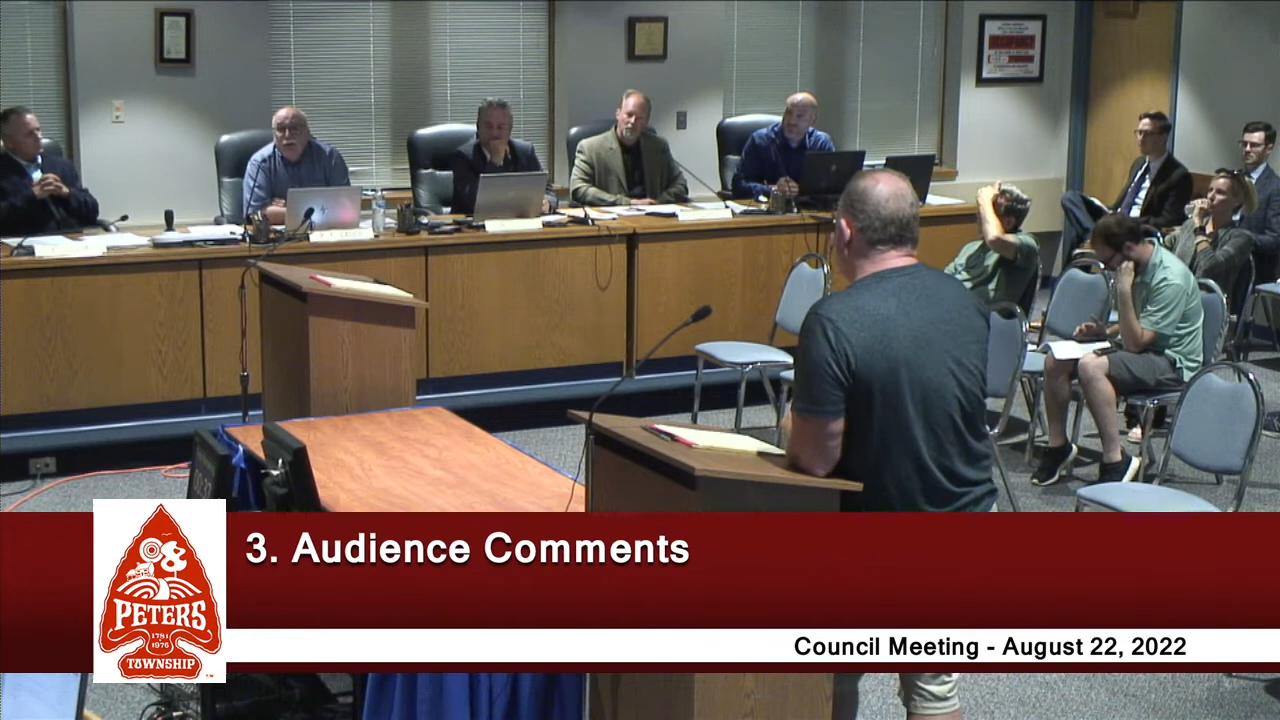 3. Audience Comments
Council Meeting - August 22, 2022
PETERS
1781
1976
TOWNSHIP